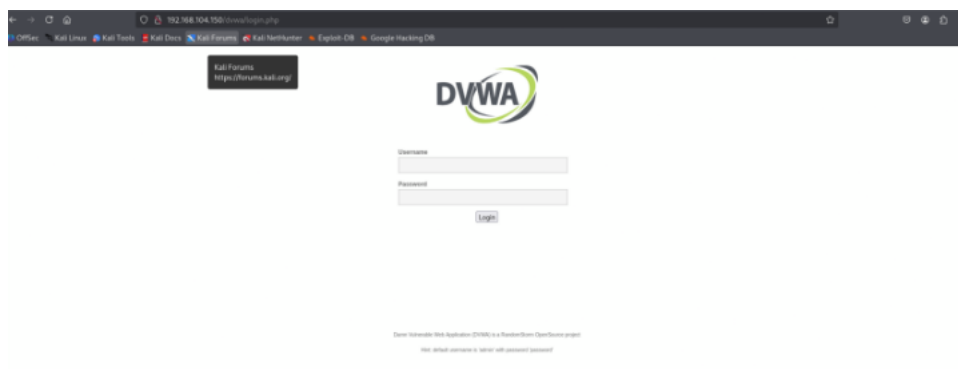 192.168.104.150/dvwa/login.php
OffSec Kali Linux Kali Tools Kali Docs Kali Forums Kali NetHunter Exploit-DB Google Hacking DB
Kali Forums
https://forums.kali.org/
DVWA
Username
Password
Login
Damn Vulnerable Web Application (DVWA) is a RandomStorm OpenSource project
Hint: default username is 'admin' with password 'password'